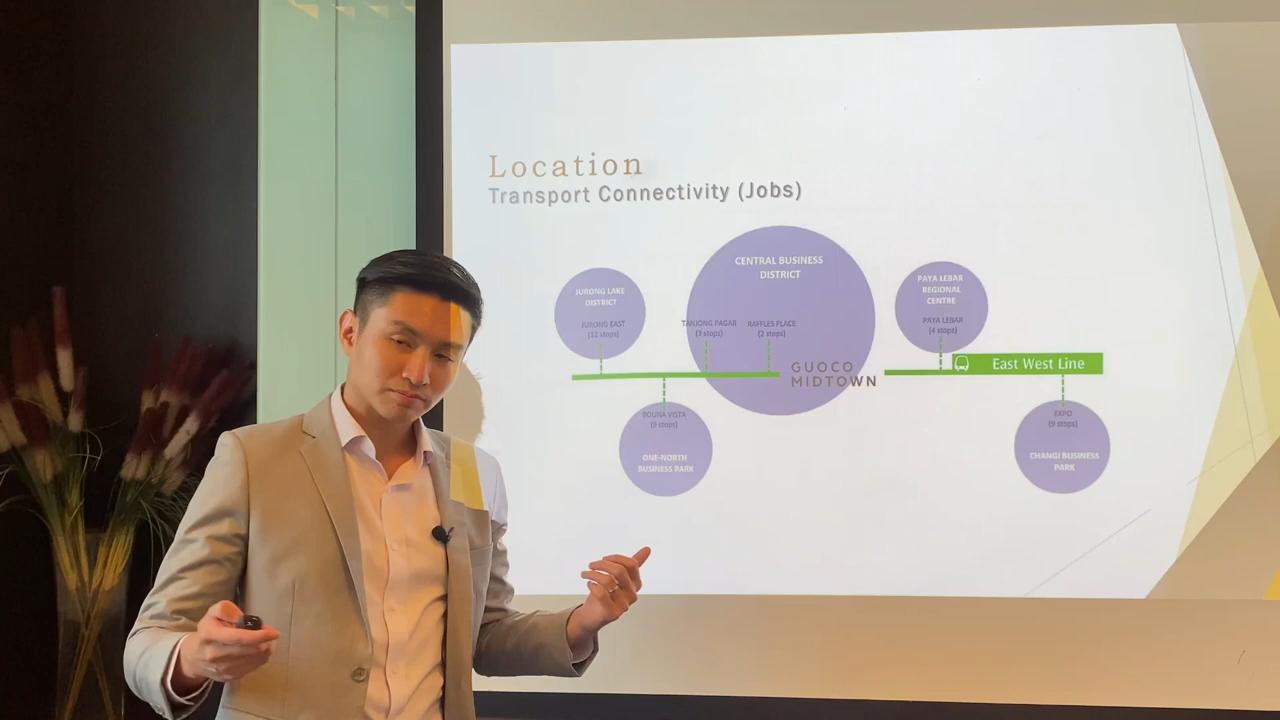 Location
Transport Connectivity (Jobs)
CENTRAL BUSINESS
DISTRICT
JURONG LAKE
DISTRICT
JURONG EAST
(12 stops)
TANJONG PAGAR
(3 stops)
RAFFLES PLACE
(2 stops)
PAYA LEBAR
REGIONAL
CENTRE
PAYA LEBAR
(4 stops)
GUOCO
MIDTOWN
East West Line
BOUNA VISTA
(9 stops)
ONE-NORTH
BUSINESS PARK
EXPO
(9 stops)
CHANGI BUSINESS
PARK